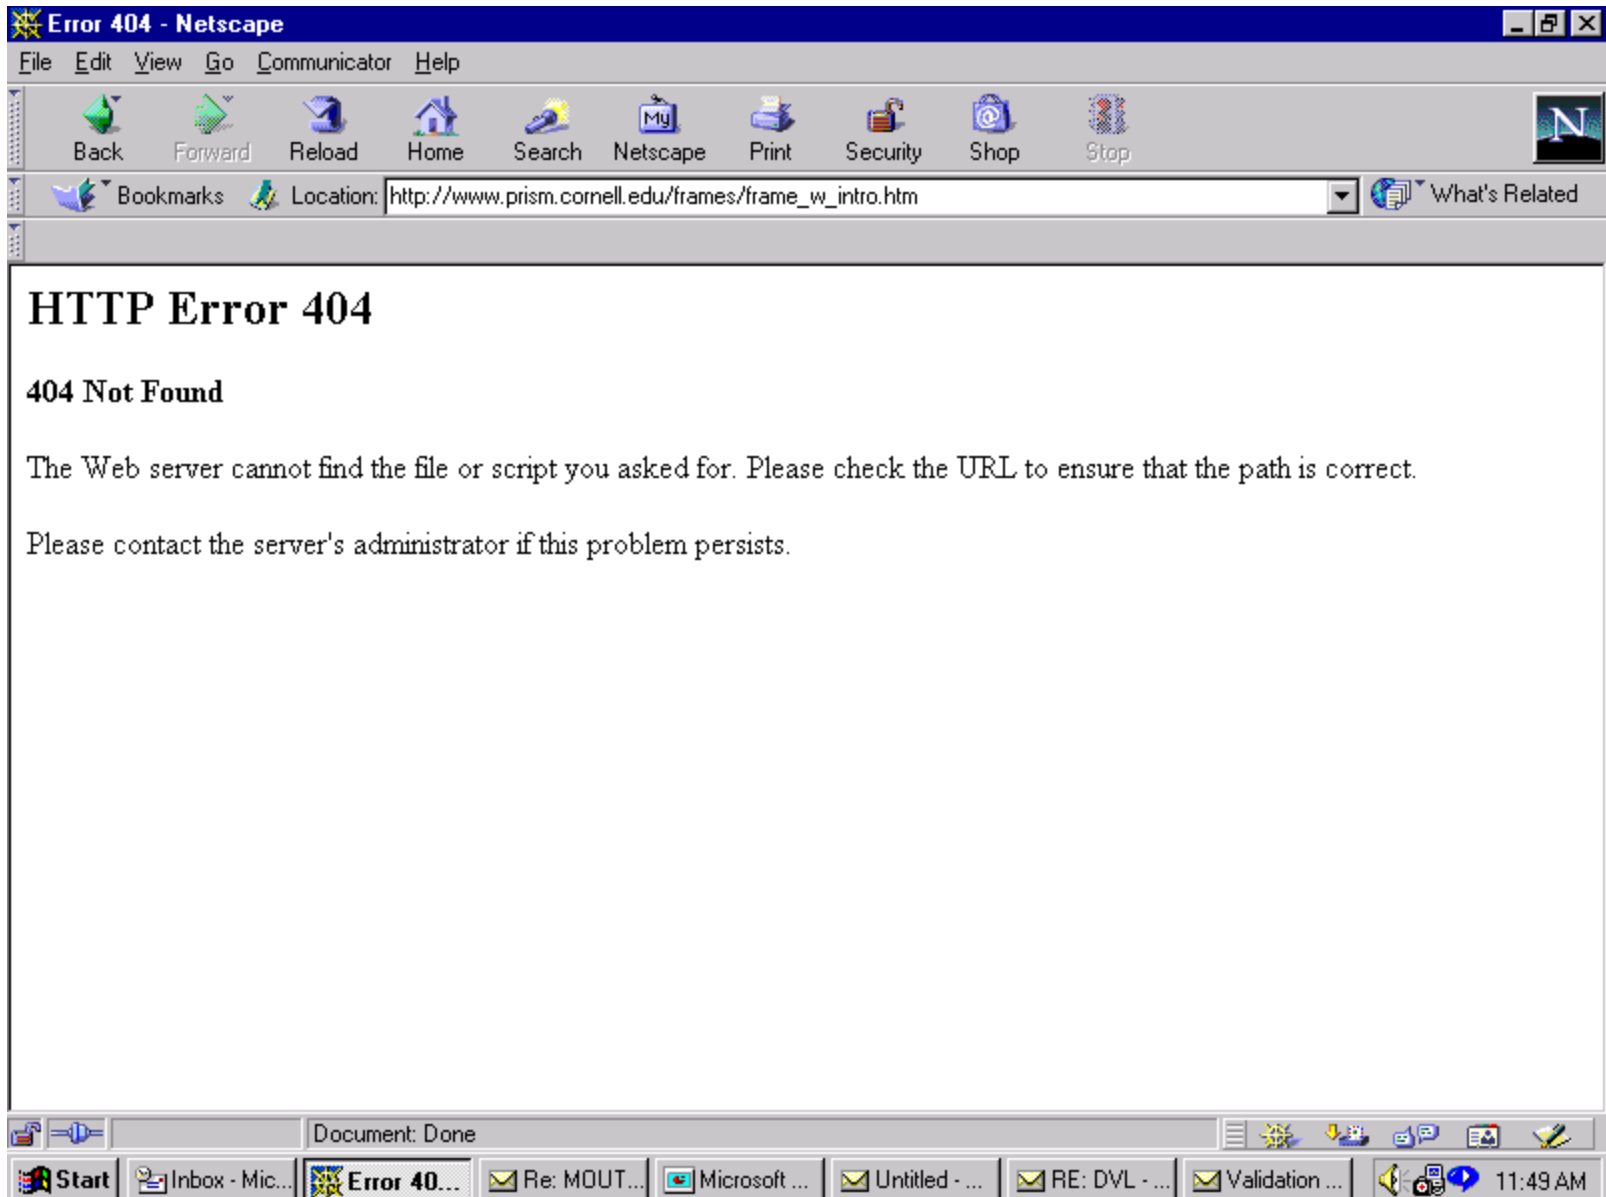 Error 404 - Netscape
File Edit View Go Communicator Help
My N
Back Forward Reload Home Search Netscape Print Security Shop Stop
Bookmarks Location: http://www.prism.cornell.edu/frames/frame_w_intro.htm What's Related
HTTP Error 404
404 Not Found
The Web server cannot find the file or script you asked for. Please check the URL to ensure that the path is correct.
Please contact the server's administrator if this problem persists.
Document: Done
Start Inbox - Mic... Error 40... Re: MOUT... Microsoft ... Untitled - ... RE: DVL - ... Validation ... 11:49 AM